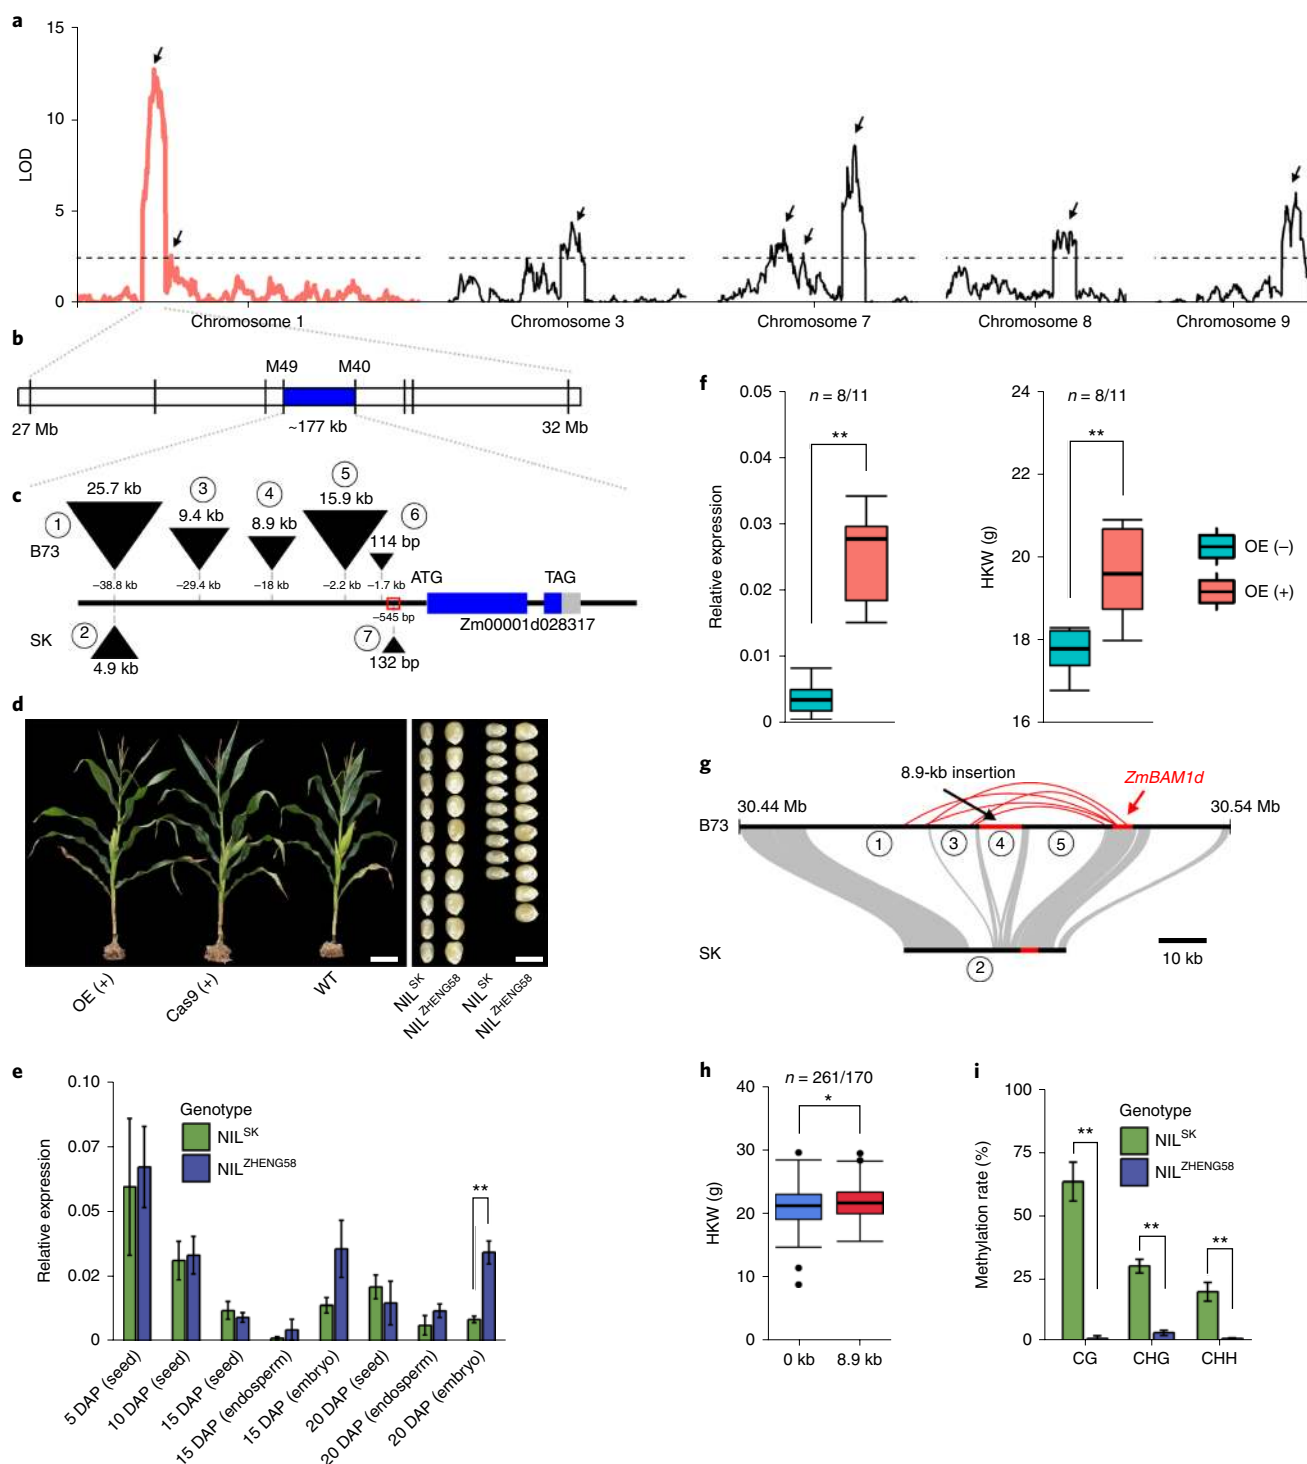 a
15
10
5
0
LOD
Chromosome 1
Chromosome 3
Chromosome 7
Chromosome 8
Chromosome 9
b
M49
M40
27 Mb
~177 kb
32 Mb
c
B73
SK
1
25.7 kb
3
9.4 kb
4
8.9 kb
5
15.9 kb
6
114 bp
–38.8 kb
–29.4 kb
–18 kb
–2.2 kb
–1.7 kb
ATG
TAG
–545 bp
Zm00001d028317
2
4.9 kb
7
132 bp
d
OE (+)
Cas9 (+)
WT
NIL^SK
NIL^ZHENG58
NIL^SK
NIL^ZHENG58
e
Relative expression
0.10
0.07
0.05
0.02
0
Genotype
NIL^SK
NIL^ZHENG58
**
5 DAP (seed)
10 DAP (seed)
15 DAP (seed)
15 DAP (endosperm)
15 DAP (embryo)
20 DAP (seed)
20 DAP (endosperm)
20 DAP (embryo)
f
Relative expression
0.05
0.04
0.03
0.02
0.01
0
n = 8/11
**
HKW (g)
24
22
20
18
16
n = 8/11
**
OE (–)
OE (+)
g
8.9-kb insertion
ZmBAM1d
30.44 Mb
30.54 Mb
B73
1
3
4
5
SK
2
10 kb
h
n = 261/170
*
HKW (g)
40
30
20
10
0
0 kb
8.9 kb
i
Methylation rate (%)
100
75
50
25
0
Genotype
NIL^SK
NIL^ZHENG58
**
**
**
CG
CHG
CHH